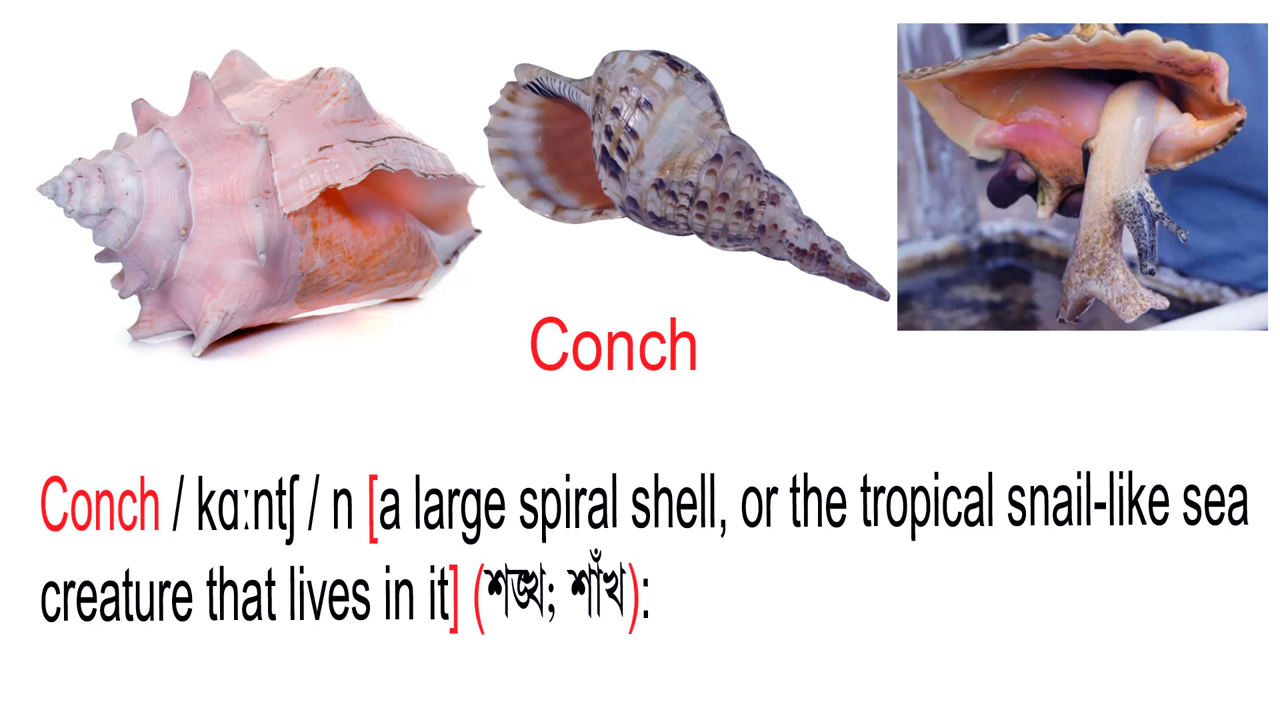 Conch
Conch / kɑːntʃ / n [a large spiral shell, or the tropical snail-like sea
creature that lives in it] (শঙ্খ; শাঁখ):